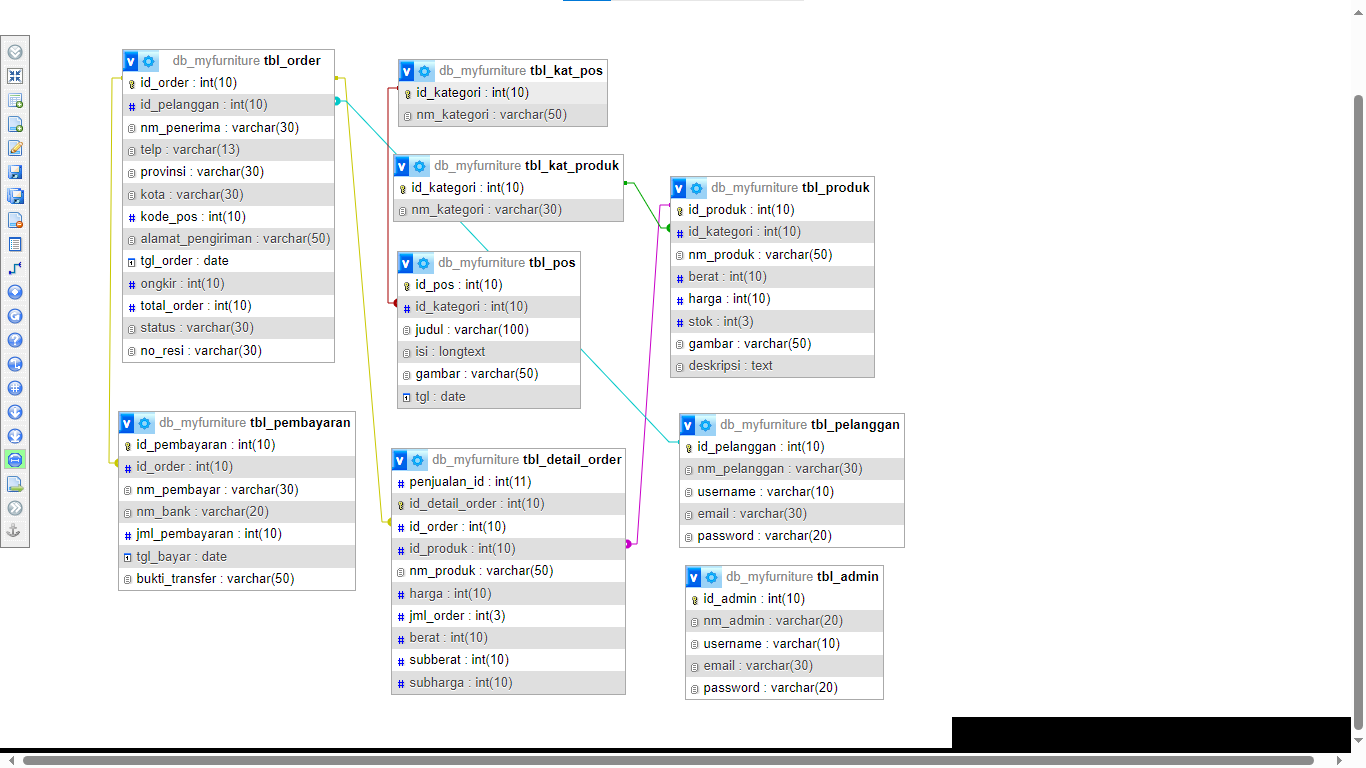 v db_myfurniture tbl_order
id_order : int(10)
# id_pelanggan : int(10)
nm_penerima : varchar(30)
telp : varchar(13)
provinsi : varchar(30)
kota : varchar(30)
# kode_pos : int(10)
alamat_pengiriman : varchar(50)
tgl_order : date
# ongkir : int(10)
# total_order : int(10)
status : varchar(30)
no_resi : varchar(30)
v db_myfurniture tbl_pembayaran
id_pembayaran : int(10)
# id_order : int(10)
nm_pembayar : varchar(30)
nm_bank : varchar(20)
# jml_pembayaran : int(10)
tgl_bayar : date
bukti_transfer : varchar(50)
v db_myfurniture tbl_kat_pos
id_kategori : int(10)
nm_kategori : varchar(50)
v db_myfurniture tbl_kat_produk
id_kategori : int(10)
nm_kategori : varchar(30)
v db_myfurniture tbl_pos
id_pos : int(10)
# id_kategori : int(10)
judul : varchar(100)
isi : longtext
gambar : varchar(50)
tgl : date
v db_myfurniture tbl_detail_order
# penjualan_id : int(11)
id_detail_order : int(10)
# id_order : int(10)
# id_produk : int(10)
nm_produk : varchar(50)
# harga : int(10)
# jml_order : int(3)
# berat : int(10)
# subberat : int(10)
# subharga : int(10)
v db_myfurniture tbl_produk
id_produk : int(10)
# id_kategori : int(10)
nm_produk : varchar(50)
# berat : int(10)
# harga : int(10)
# stok : int(3)
gambar : varchar(50)
deskripsi : text
v db_myfurniture tbl_pelanggan
id_pelanggan : int(10)
nm_pelanggan : varchar(30)
username : varchar(10)
email : varchar(30)
password : varchar(20)
v db_myfurniture tbl_admin
id_admin : int(10)
nm_admin : varchar(20)
username : varchar(10)
email : varchar(30)
password : varchar(20)